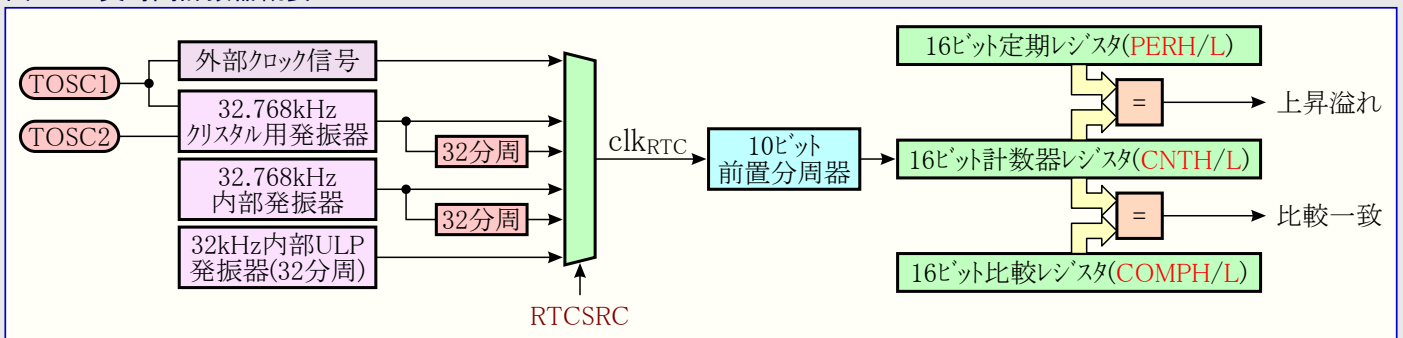 TOSC1
TOSC2
外部クロック信号
32.768kHz
クリスタル用発振器
32分周
32.768kHz
内部発振器
32分周
32kHz内部ULP
発振器(32分周)
RTCSRC
clkRTC
10ビット
前置分周器
16ビット定期レジスタ(PERH/L)
=
上昇溢れ
16ビット計数器レジスタ(CNTH/L)
=
比較一致
16ビット比較レジスタ(COMPH/L)